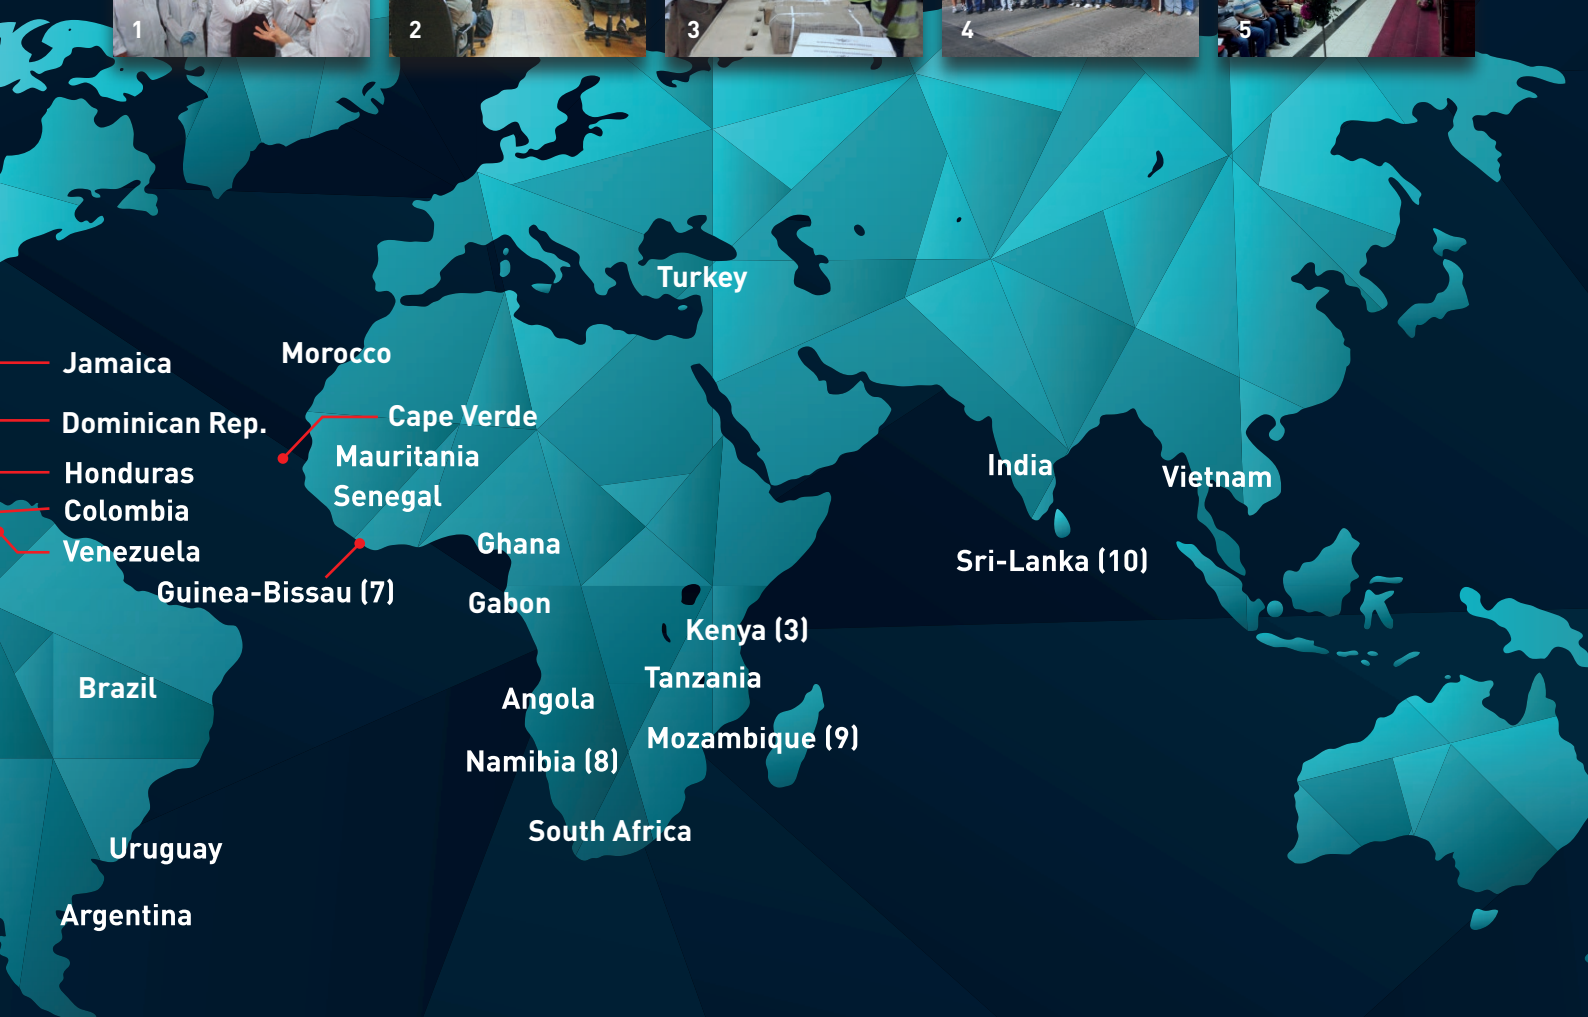 1
2
3
4
5
Turkey
Morocco
Jamaica
Cape Verde
Dominican Rep.
Mauritania
India
Honduras
Vietnam
Senegal
Colombia
Ghana
Venezuela
Sri-Lanka (10)
Guinea-Bissau (7)
Gabon
Kenya (3)
Tanzania
Brazil
Angola
Mozambique (9)
Namibia (8)
South Africa
Uruguay
Argentina